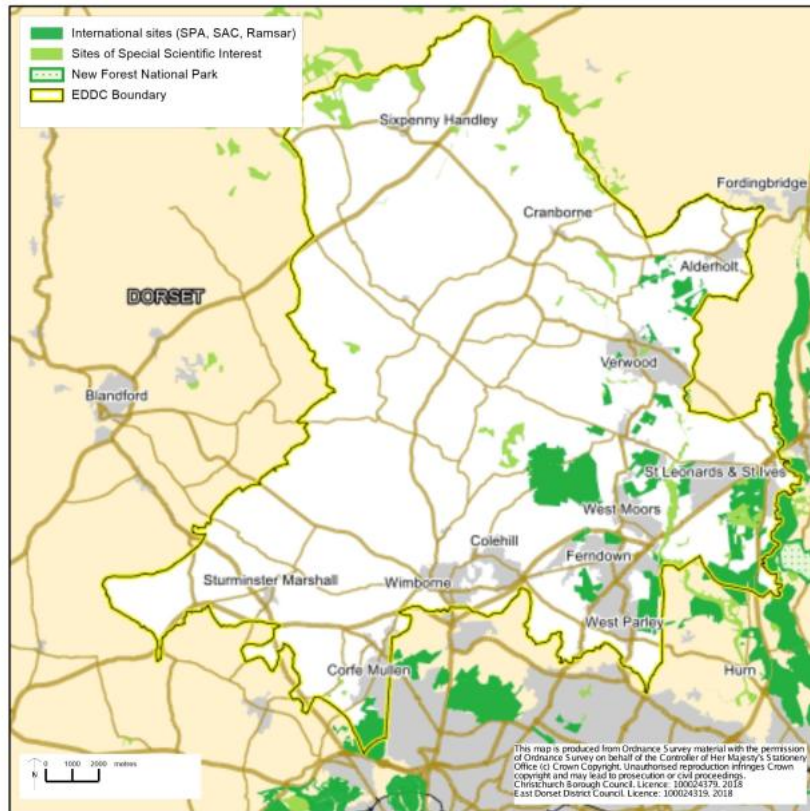 International sites (SPA, SAC, Ramsar)
Sites of Special Scientific Interest
New Forest National Park
EDDC Boundary
Sixpenny Handley
Fordingbridge
Cranborne
Alderholt
DORSET
Verwood
Blandford
St Leonards & St Ives
West Moors
Colehill
Ferndown
Sturminster Marshall
Wimborne
West Parley
Corfe Mullen
Hurn
N
0 1000 2000 metres
This map is produced from Ordnance Survey material with the permission
of Ordnance Survey on behalf of the Controller of Her Majesty's Stationery
Office (c) Crown Copyright. Unauthorised reproduction infringes Crown
copyright and may lead to prosecution or civil proceedings.
Christchurch Borough Council. Licence: 100024379, 2018
East Dorset District Council. Licence: 100024319, 2018